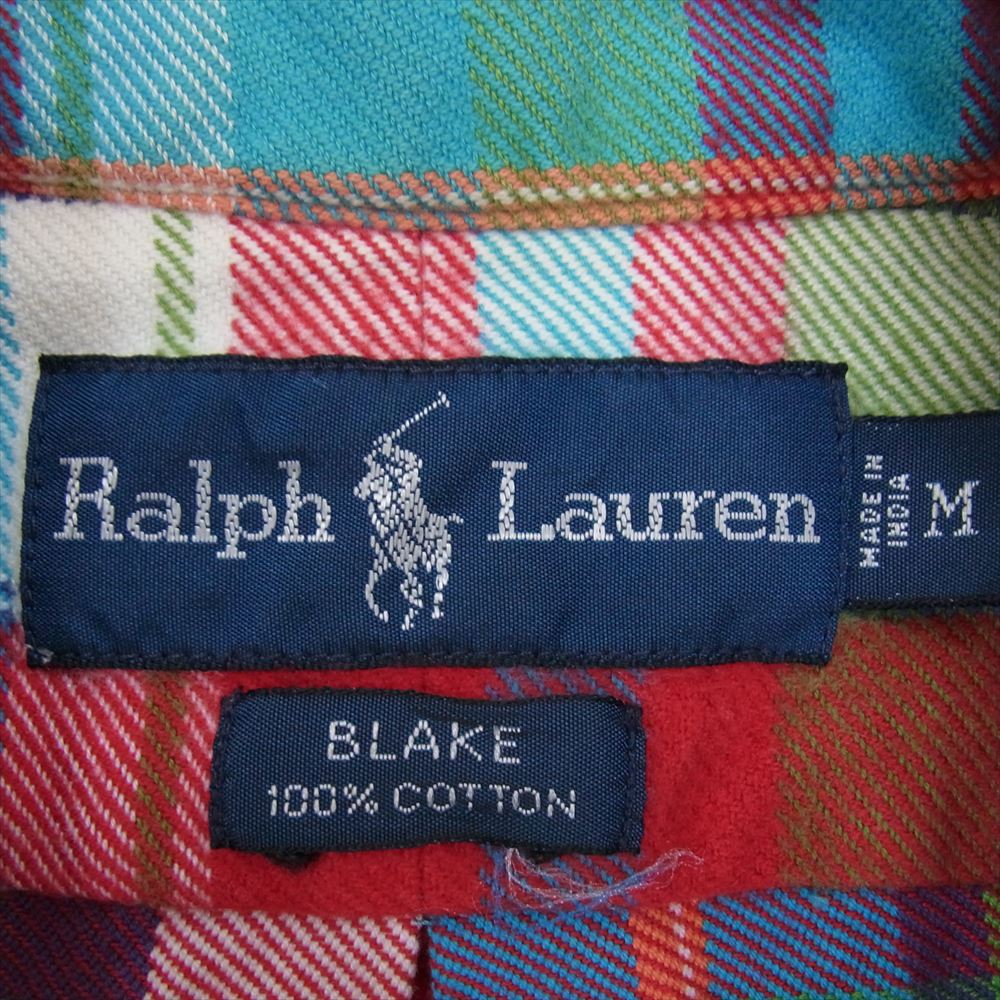 Ralph Lauren
MADE IN
INDIA
M
BLAKE
100% COTTON